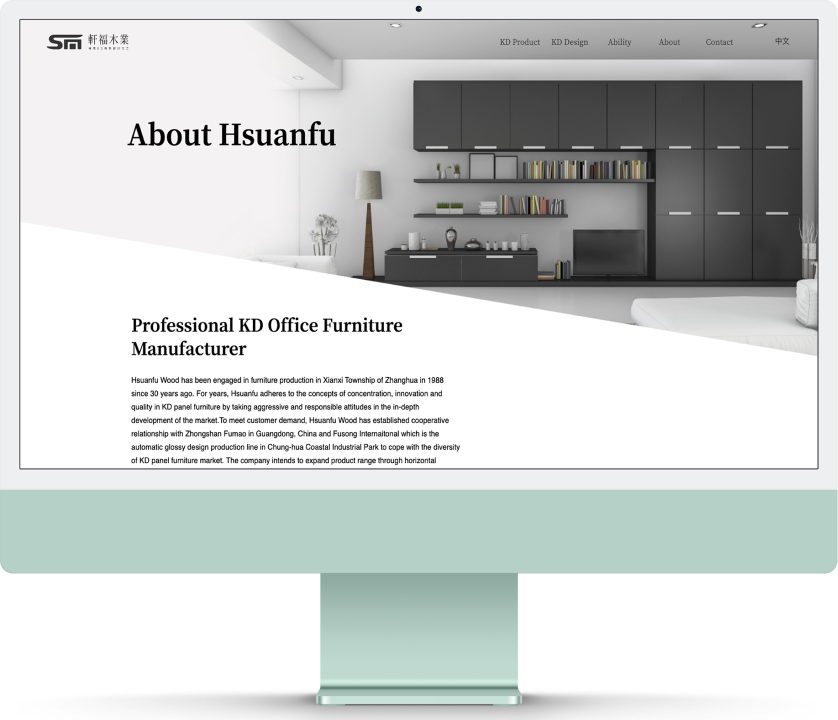 軒福木業
KD Product KD Design Ability About Contact 中文
About Hsuanfu
Professional KD Office Furniture
Manufacturer
Hsuanfu Wood has been engaged in furniture production in Xianxi Township of Zhanghua in 1988
since 30 years ago. For years, Hsuanfu adheres to the concepts of concentration, innovation and
quality in KD panel furniture by taking aggressive and responsible attitudes in the in-depth
development of the market.To meet customer demand, Hsuanfu Wood has established cooperative
relationship with Zhongshan Fumao in Guangdong, China and Fusong Internaitonal which is the
automatic glossy design production line in Chung-hua Coastal Industrial Park to cope with the diversity
of KD panel furniture market. The company intends to expand product range through horizontal